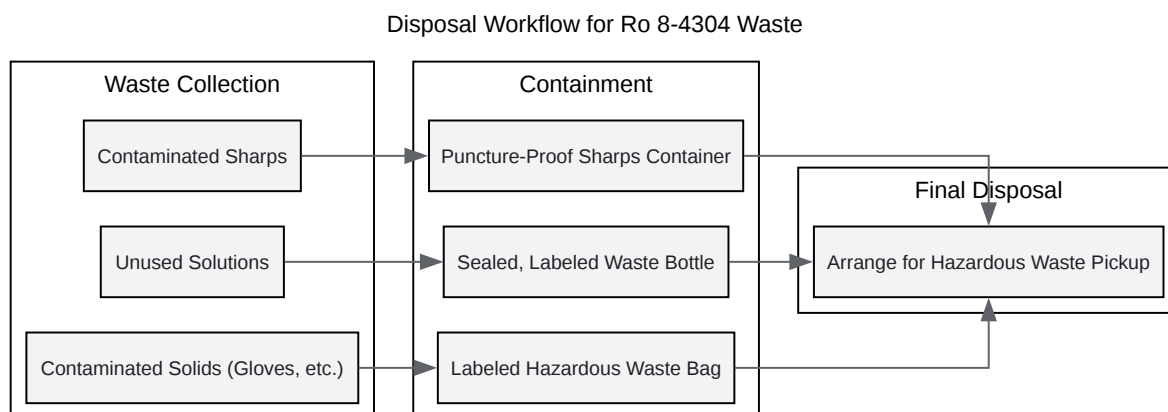 Disposal Workflow for Ro 8-4304 Waste
Waste Collection
Contaminated Sharps
Unused Solutions
Contaminated Solids (Gloves, etc.)
Containment
Puncture-Proof Sharps Container
Sealed, Labeled Waste Bottle
Labeled Hazardous Waste Bag
Final Disposal
Arrange for Hazardous Waste Pickup